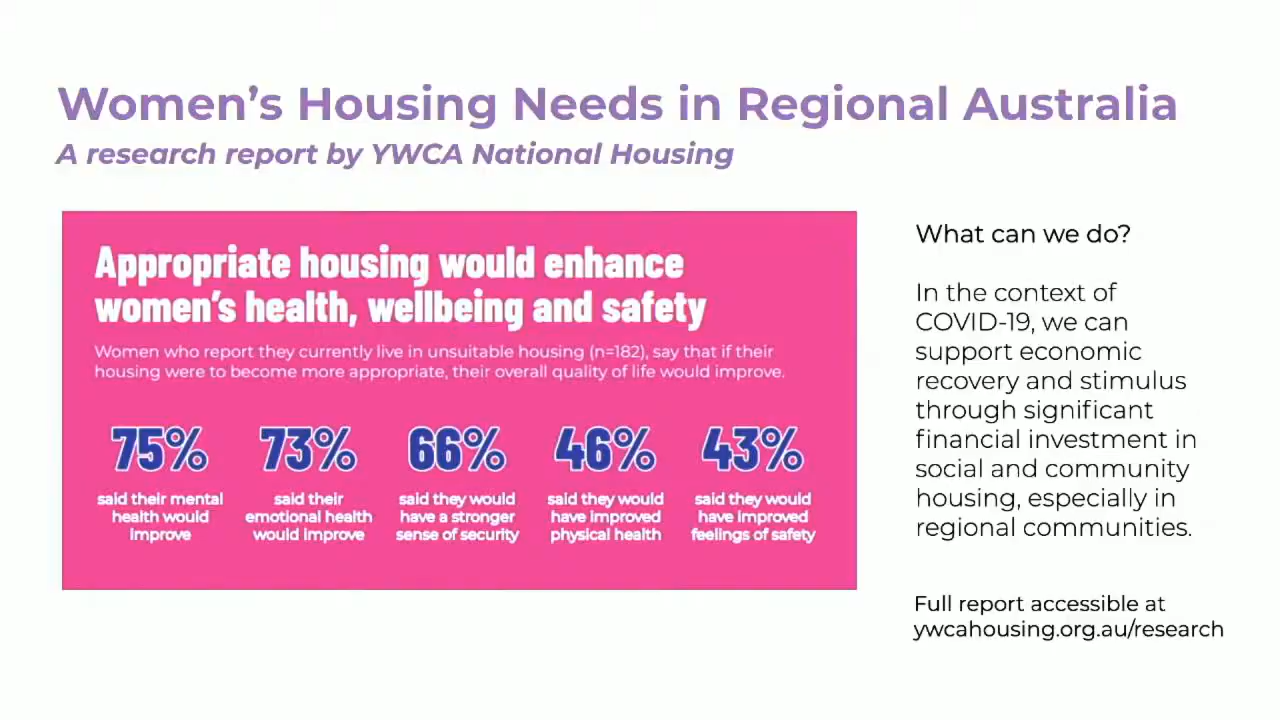 Women's Housing Needs in Regional Australia
A research report by YWCA National Housing
Appropriate housing would enhance
women's health, wellbeing and safety
Women who report they currently live in unsuitable housing (n=182), say that if their
housing were to become more appropriate, their overall quality of life would improve.
75%
said their mental
health would
improve
73%
said their
emotional health
would improve
66%
said they would
have a stronger
sense of security
46%
said they would
have improved
physical health
43%
said they would
have improved
feelings of safety
What can we do?
In the context of
COVID-19, we can
support economic
recovery and stimulus
through significant
financial investment in
social and community
housing, especially in
regional communities.
Full report accessible at
ywcahousing.org.au/research